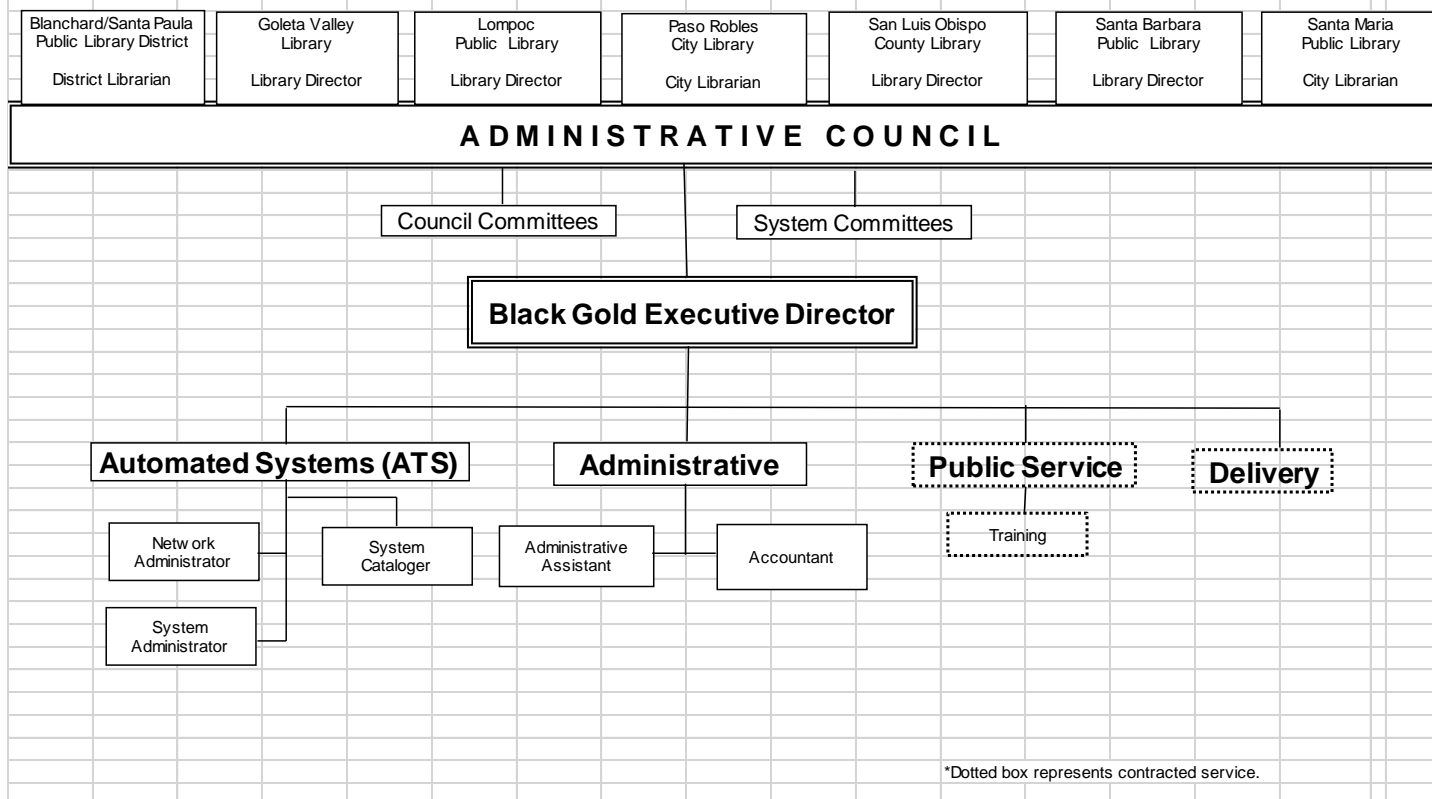 Blanchard/Santa Paula
Public Library District
District Librarian
Goleta Valley
Library
Library Director
Lompoc
Public Library
Library Director
Paso Robles
City Library
City Librarian
San Luis Obispo
County Library
Library Director
Santa Barbara
Public Library
Library Director
Santa Maria
Public Library
City Librarian
ADMINISTRATIVE COUNCIL
Council Committees
System Committees
Black Gold Executive Director
Automated Systems (ATS)
Administrative
Public Service
Delivery
Network
Administrator
System
Cataloger
Administrative
Assistant
Accountant
Training
System
Administrator
*Dotted box represents contracted service.